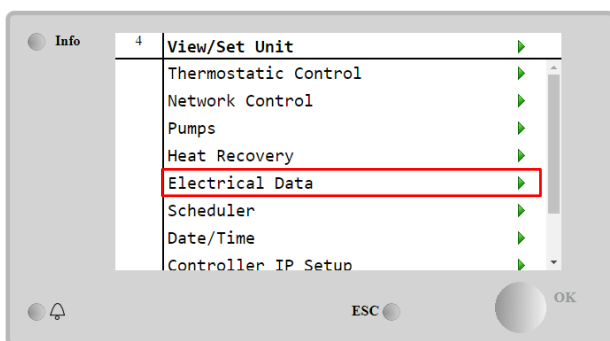 Info
4 View/Set Unit
Thermostatic Control
Network Control
Pumps
Heat Recovery
Electrical Data
Scheduler
Date/Time
Controller IP Setup
ESC
OK